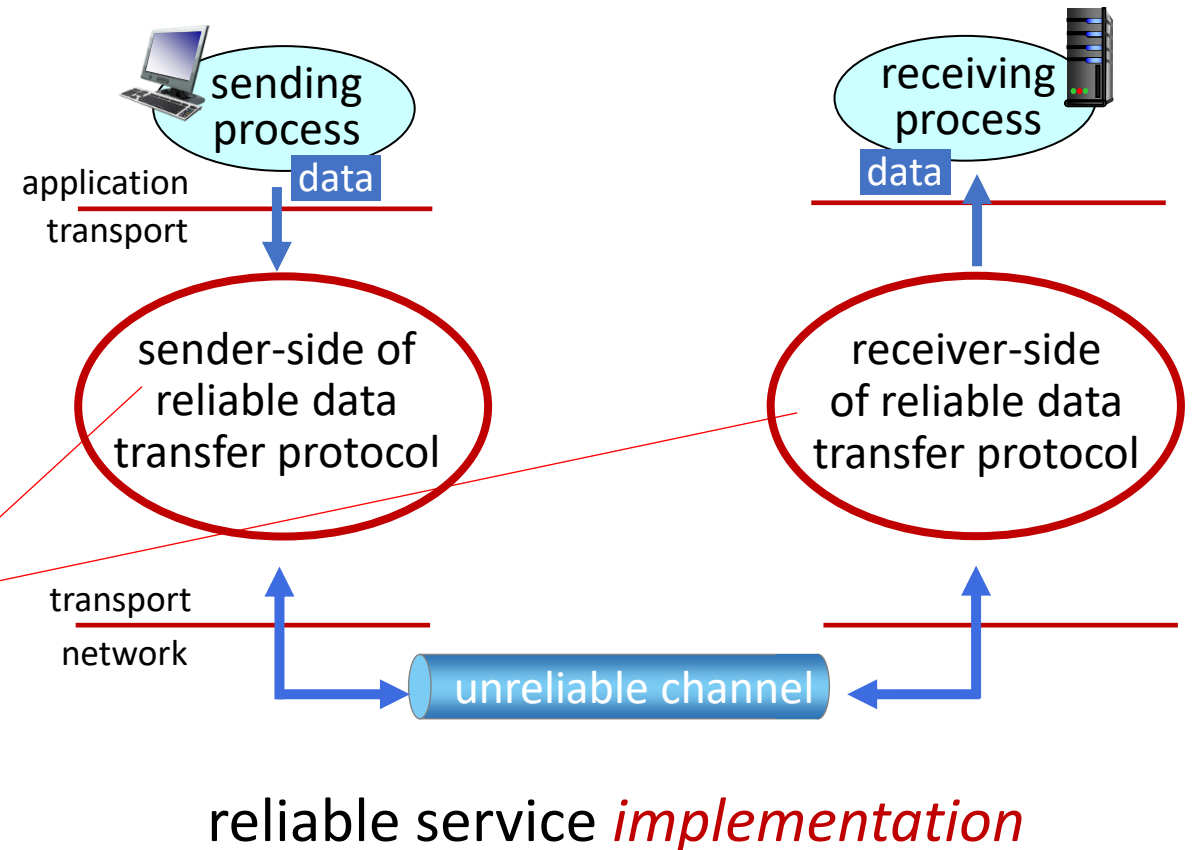 sending
process
data
application
transport
receiving
process
data
sender-side of
reliable data
transfer protocol
receiver-side
of reliable data
transfer protocol
transport
network
unreliable channel
reliable service implementation